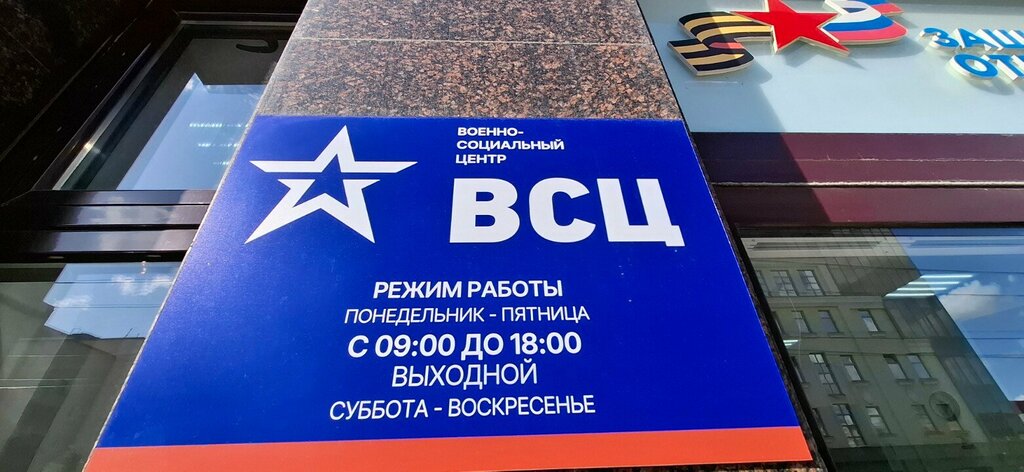 ВОЕННО-
СОЦИАЛЬНЫЙ
ЦЕНТР
ВСЦ
РЕЖИМ РАБОТЫ
ПОНЕДЕЛЬНИК - ПЯТНИЦА
С 09:00 ДО 18:00
ВЫХОДНОЙ
СУББОТА - ВОСКРЕСЕНЬЕ